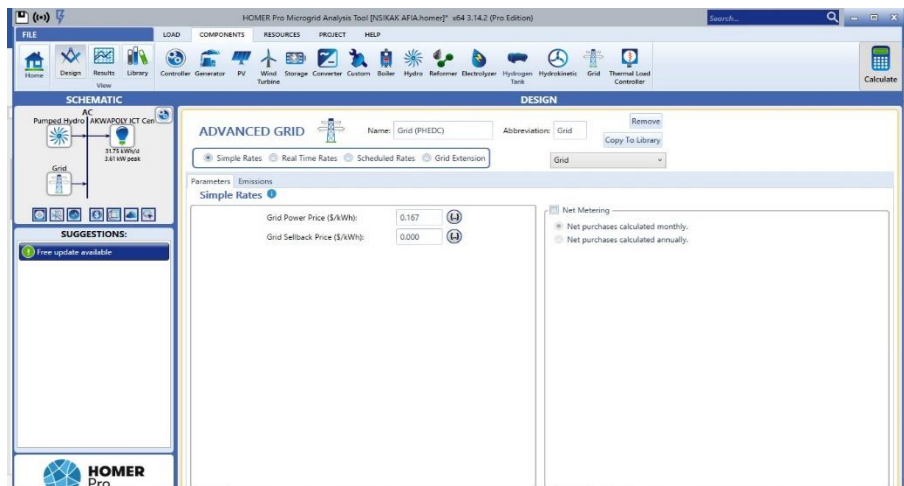 HOMER Pro Microgrid Analysis Tool [NSIKAK AFIA.homer]* x64 3.14.2 (Pro Edition)
Search...
FILE
LOAD COMPONENTS RESOURCES PROJECT HELP
Home Design Results Library Controller Generator PV Wind Turbine Storage Converter Custom Boiler Hydro Reformer Electrolyzer Hydrogen Tank Hydrokinetic Grid Thermal Load Controller Calculate
View
SCHEMATIC
DESIGN
AC
Pumped Hydro AKWAPOLY ICT Cen
31.75 kWh/d
3.61 kW peak
Grid
SUGGESTIONS:
Free update available
HOMER
Pro
ADVANCED GRID
Name: Grid (PHEDC)
Abbreviation: Grid
Remove
Copy To Library
Simple Rates Real Time Rates Scheduled Rates Grid Extension
Grid
Parameters Emissions
Simple Rates
Grid Power Price ($/kWh): 0.167 {..}
Grid Sellback Price ($/kWh): 0.000 {..}
Net Metering
Net purchases calculated monthly.
Net purchases calculated annually.